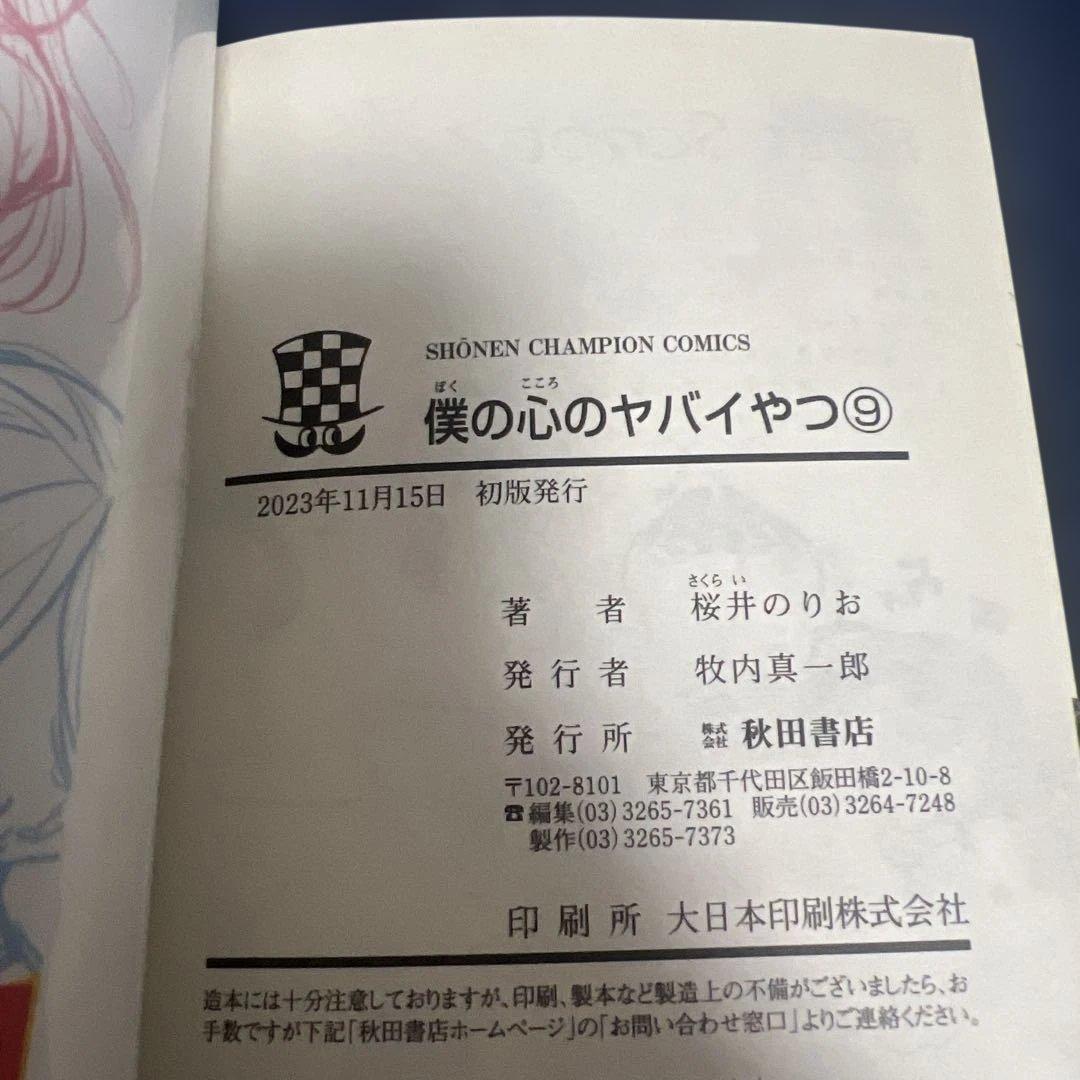 SHŌNEN CHAMPION COMICS
ぼく こころ
僕の心のヤバイやつ⑨
2023年11月15日 初版発行
さくら い
著者 桜井のりお
発行者 牧内真一郎
発行所 株式会社 秋田書店
〒102-8101 東京都千代田区飯田橋2-10-8
☎編集(03)3265-7361 販売(03)3264-7248
製作(03)3265-7373
印刷所 大日本印刷株式会社
造本には十分注意しておりますが、印刷、製本など製造上の不備がございましたら、お
手数ですが下記「秋田書店ホームページ」の「お問い合わせ窓口」よりご連絡ください。